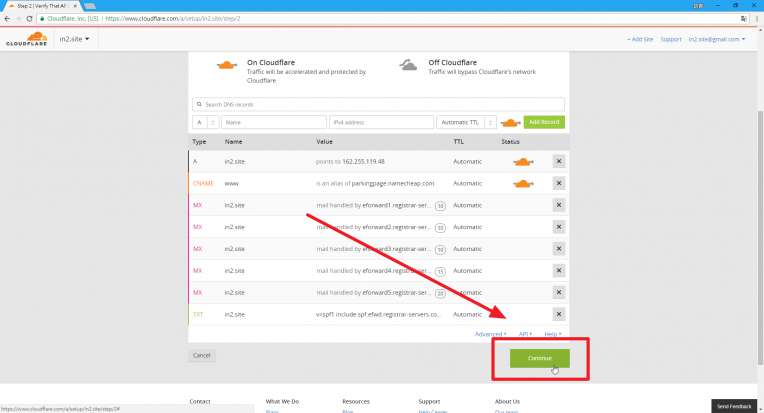 Step 2 | Verify That All
Cloudflare, Inc. [US] https://www.cloudflare.com/a/setup/in2.site/step/2
CLOUDFLARE
in2.site
+ Add Site Support in2.site@gmail.com
On Cloudflare
Traffic will be accelerated and protected by
Cloudflare
Off Cloudflare
Traffic will bypass Cloudflare's network
Search DNS records
A Name IPv4 address Automatic TTL Add Record
Type Name Value TTL Status
A in2.site points to 162.255.119.48 Automatic
CNAME www is an alias of parkingpage.namecheap.com Automatic
MX in2.site mail handled by eforward1.registrar-ser... 10 Automatic
MX in2.site mail handled by eforward2.registrar-ser... 10 Automatic
MX in2.site mail handled by eforward3.registrar-ser... 10 Automatic
MX in2.site mail handled by eforward4.registrar-ser... 15 Automatic
MX in2.site mail handled by eforward5.registrar-ser... 20 Automatic
TXT in2.site v=spf1 include:spf.efwd.registrar-servers.co... Automatic
Advanced API Help
Cancel
Continue
Contact What We Do Resources Support About Us
Plans Blog Help Center Our team
https://www.cloudflare.com/a/setup/in2.site/step/2#
Send Feedback